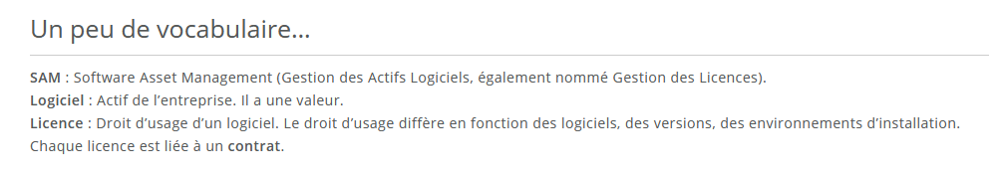 Un peu de vocabulaire...
SAM : Software Asset Management (Gestion des Actifs Logiciels, également nommé Gestion des Licences).
Logiciel : Actif de l’entreprise. Il a une valeur.
Licence : Droit d’usage d’un logiciel. Le droit d’usage diffère en fonction des logiciels, des versions, des environnements d’installation.
Chaque licence est liée à un contrat.